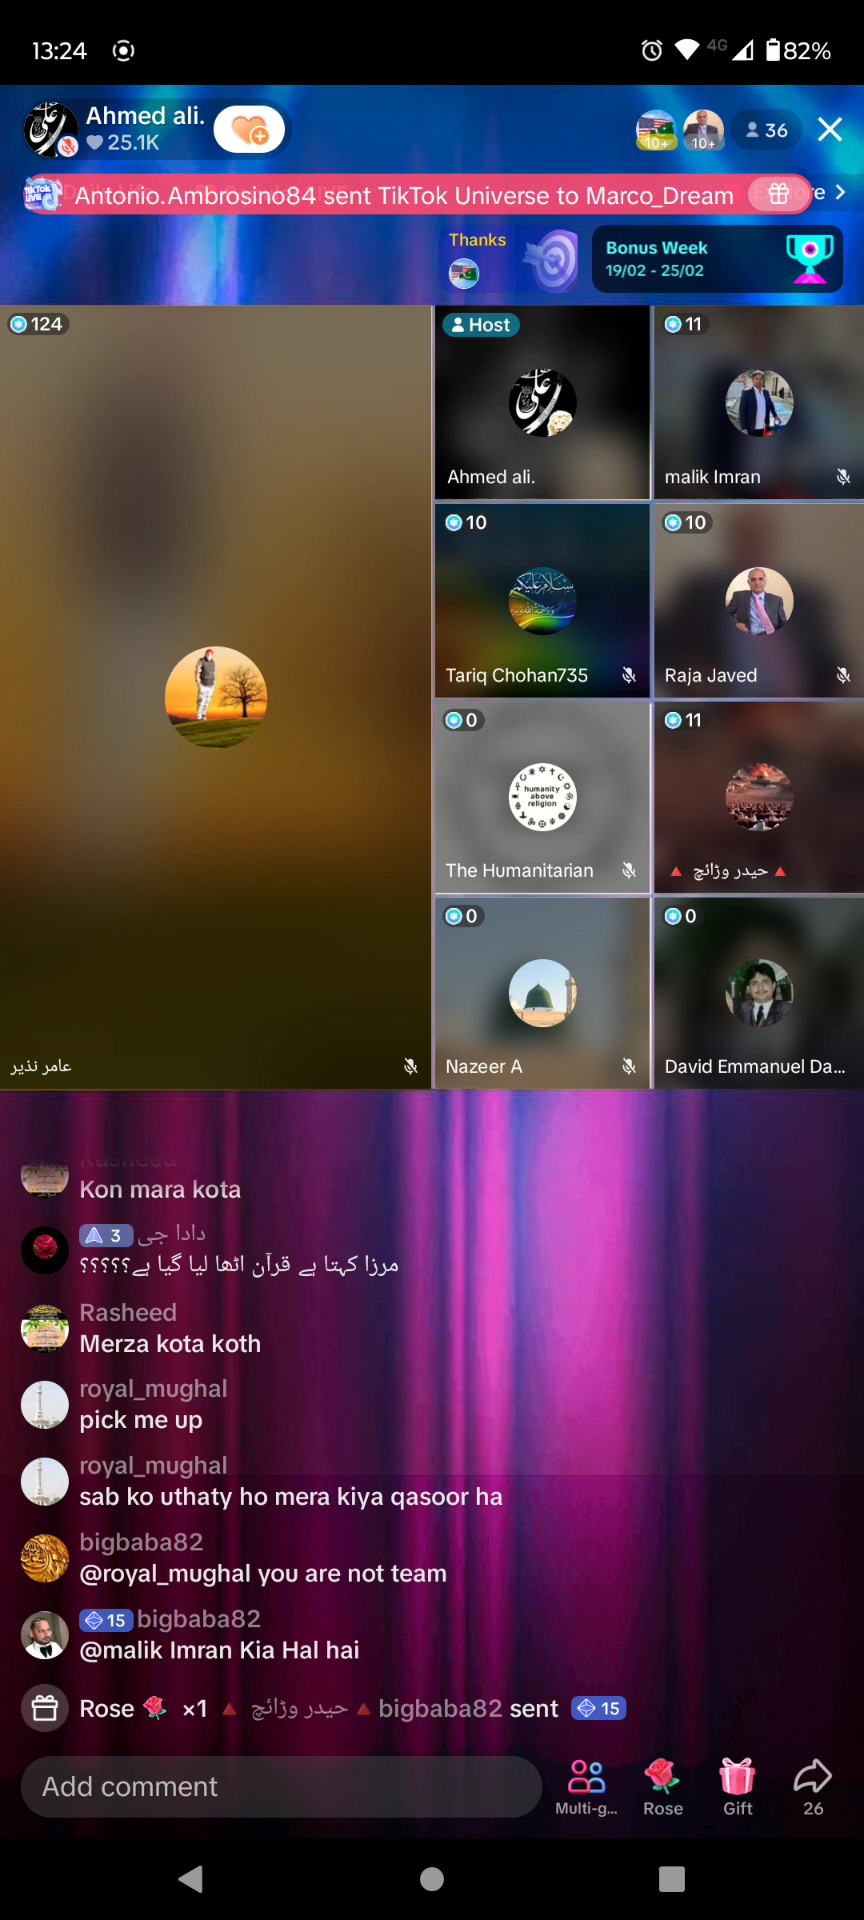 13:24
4G
82%
Ahmed ali.
25.1K
10+
10+
36
Antonio.Ambrosino84 sent TikTok Universe to Marco_Dream
Thanks
Bonus Week
19/02 - 25/02
124
Host
11
Ahmed ali.
malik Imran
10
10
Tariq Chohan735
Raja Javed
0
11
humanity
above
religion
The Humanitarian
🔺 حیدر وڑائچ 🔺
0
0
عامر نذیر
Nazeer A
David Emmanuel Da...
Rasheed
Kon mara kota
3 دادا جی
مرزا کہتا ہے قرآن اٹھا لیا گیا ہے؟؟؟؟؟
Rasheed
Merza kota koth
royal_mughal
pick me up
royal_mughal
sab ko uthaty ho mera kiya qasoor ha
bigbaba82
@royal_mughal you are not team
15 bigbaba82
@malik Imran Kia Hal hai
Rose 🌹 ×1 🔺 حیدر وڑائچ 🔺 bigbaba82 sent 15
Add comment
Multi-g...
Rose
Gift
26